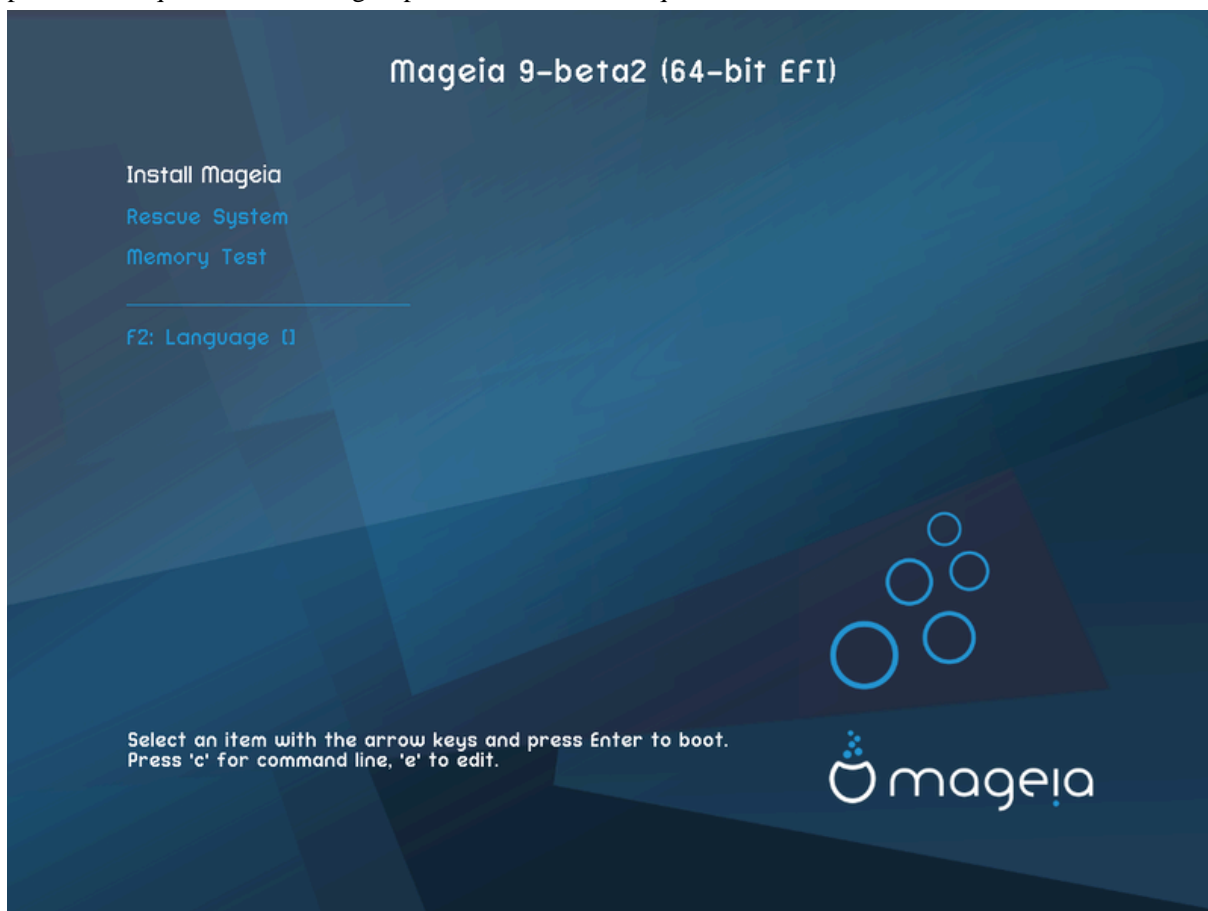 Mageia 9-beta2 (64-bit EFI)
Install Mageia
Rescue System
Memory Test
F2: Language []
Select an item with the arrow keys and press Enter to boot.
Press 'c' for command line, 'e' to edit.
mageia